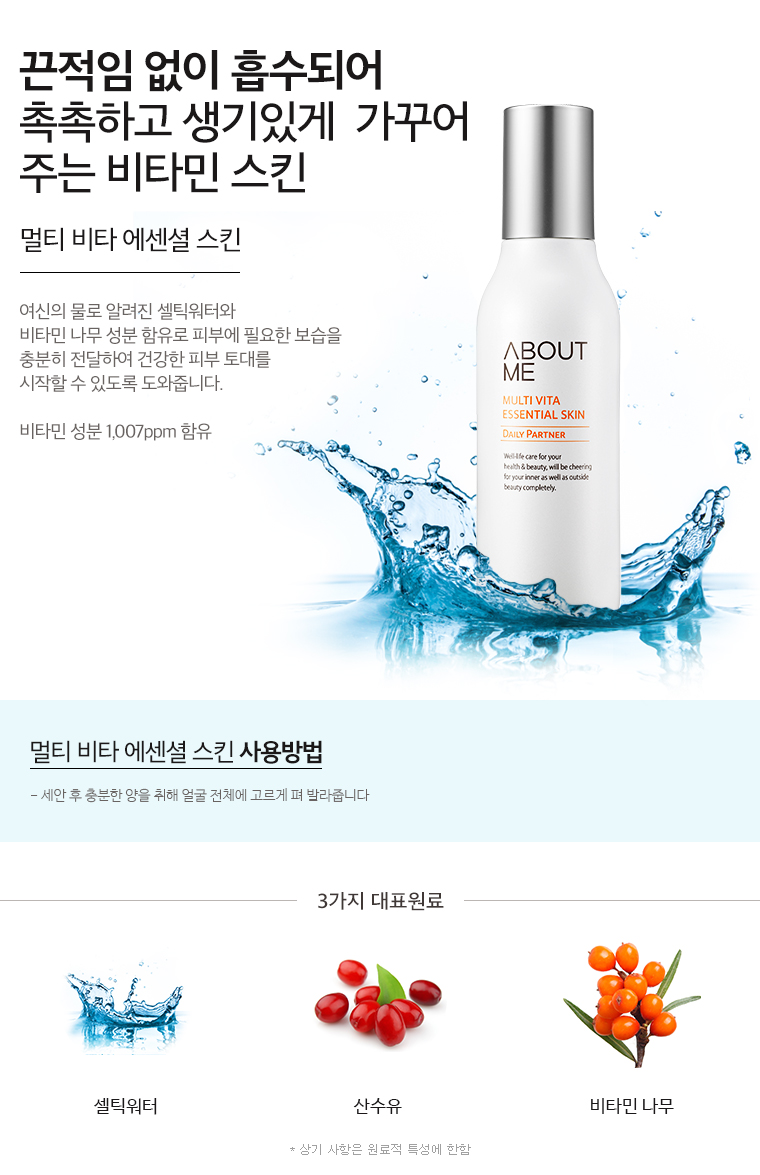 끈적임 없이 흡수되어
촉촉하고 생기있게 가꾸어
주는 비타민 스킨
멀티 비타 에센셜 스킨
여신의 물로 알려진 셀틱워터와
비타민 나무 성분 함유로 피부에 필요한 보습을
충분히 전달하여 건강한 피부 토대를
시작할 수 있도록 도와줍니다.
비타민 성분 1,007ppm 함유
ABOUT
ME
MULTI VITA
ESSENTIAL SKIN
DAILY PARTNER
Well-life care for your
health & beauty, will be cheering
for your inner as well as outside
beauty completely.
멀티 비타 에센셜 스킨 사용방법
- 세안 후 충분한 양을 취해 얼굴 전체에 고르게 펴 발라줍니다
3가지 대표원료
셀틱워터
산수유
비타민 나무
* 상기 사항은 원료적 특성에 한함